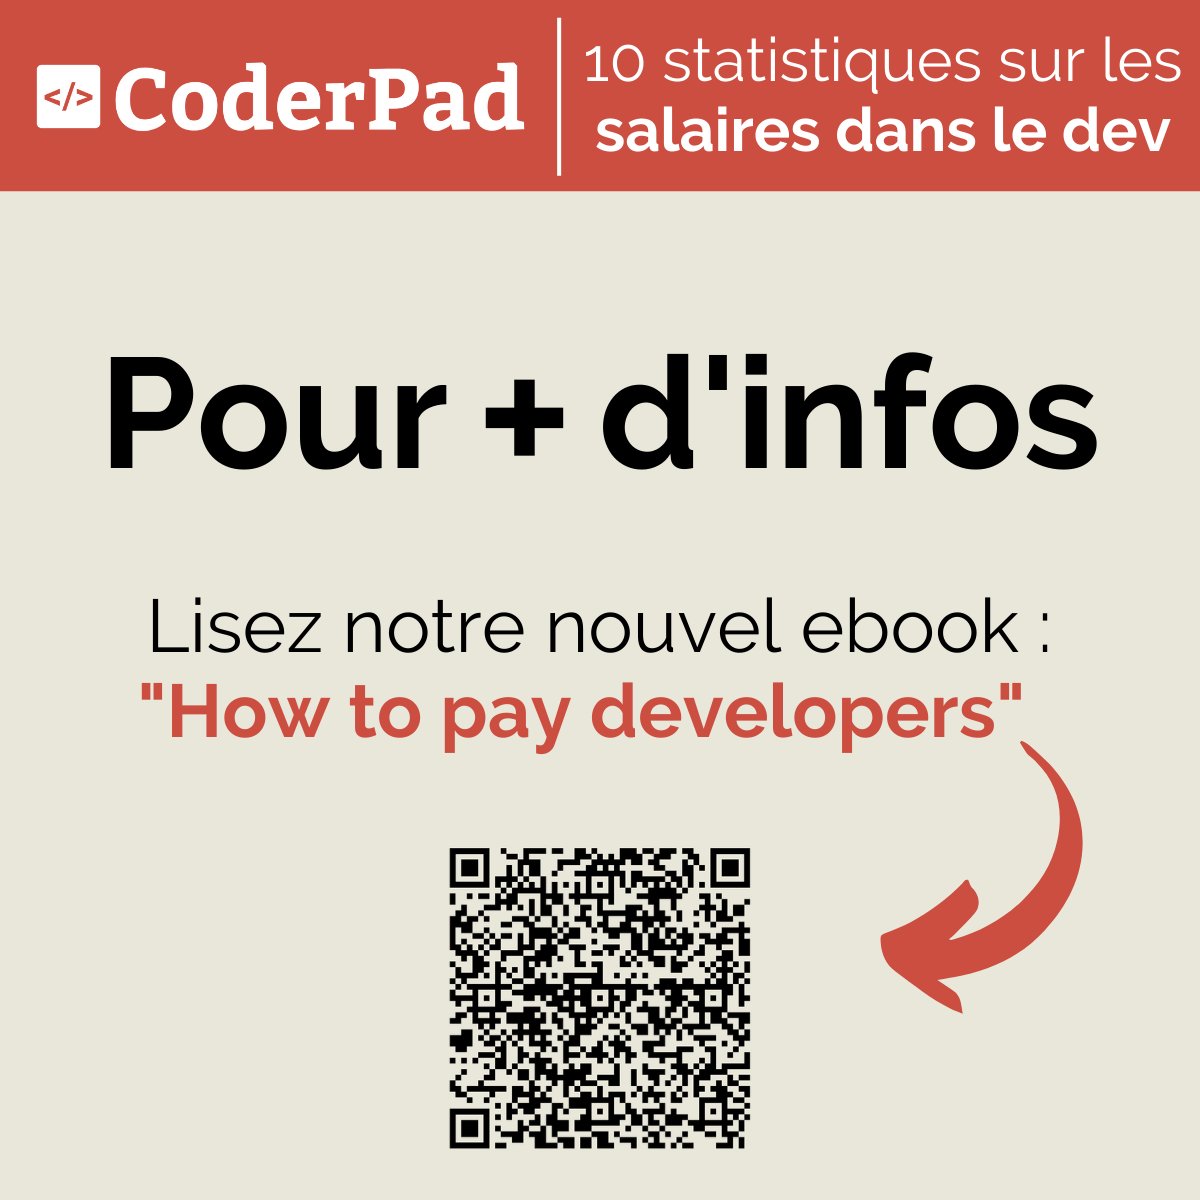 </> CoderPad
10 statistiques sur les
salaires dans le dev
Pour + d'infos
Lisez notre nouvel ebook :
"How to pay developers"